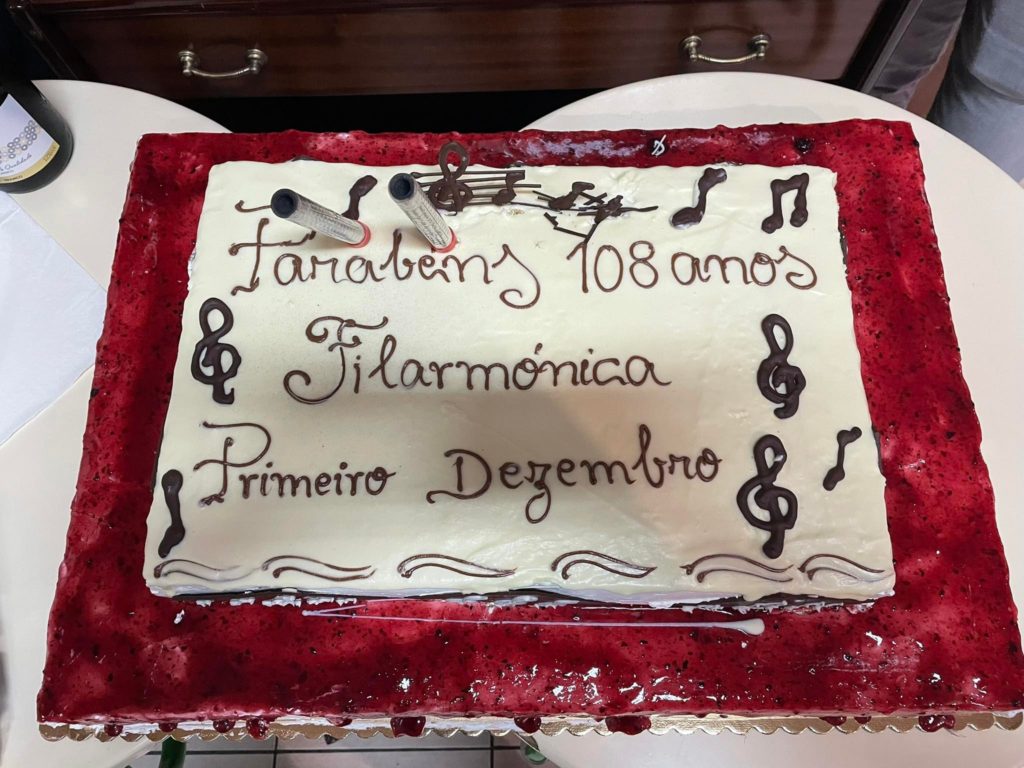 Parabéns 108 anos
Filarmónica
Primeiro Dezembro